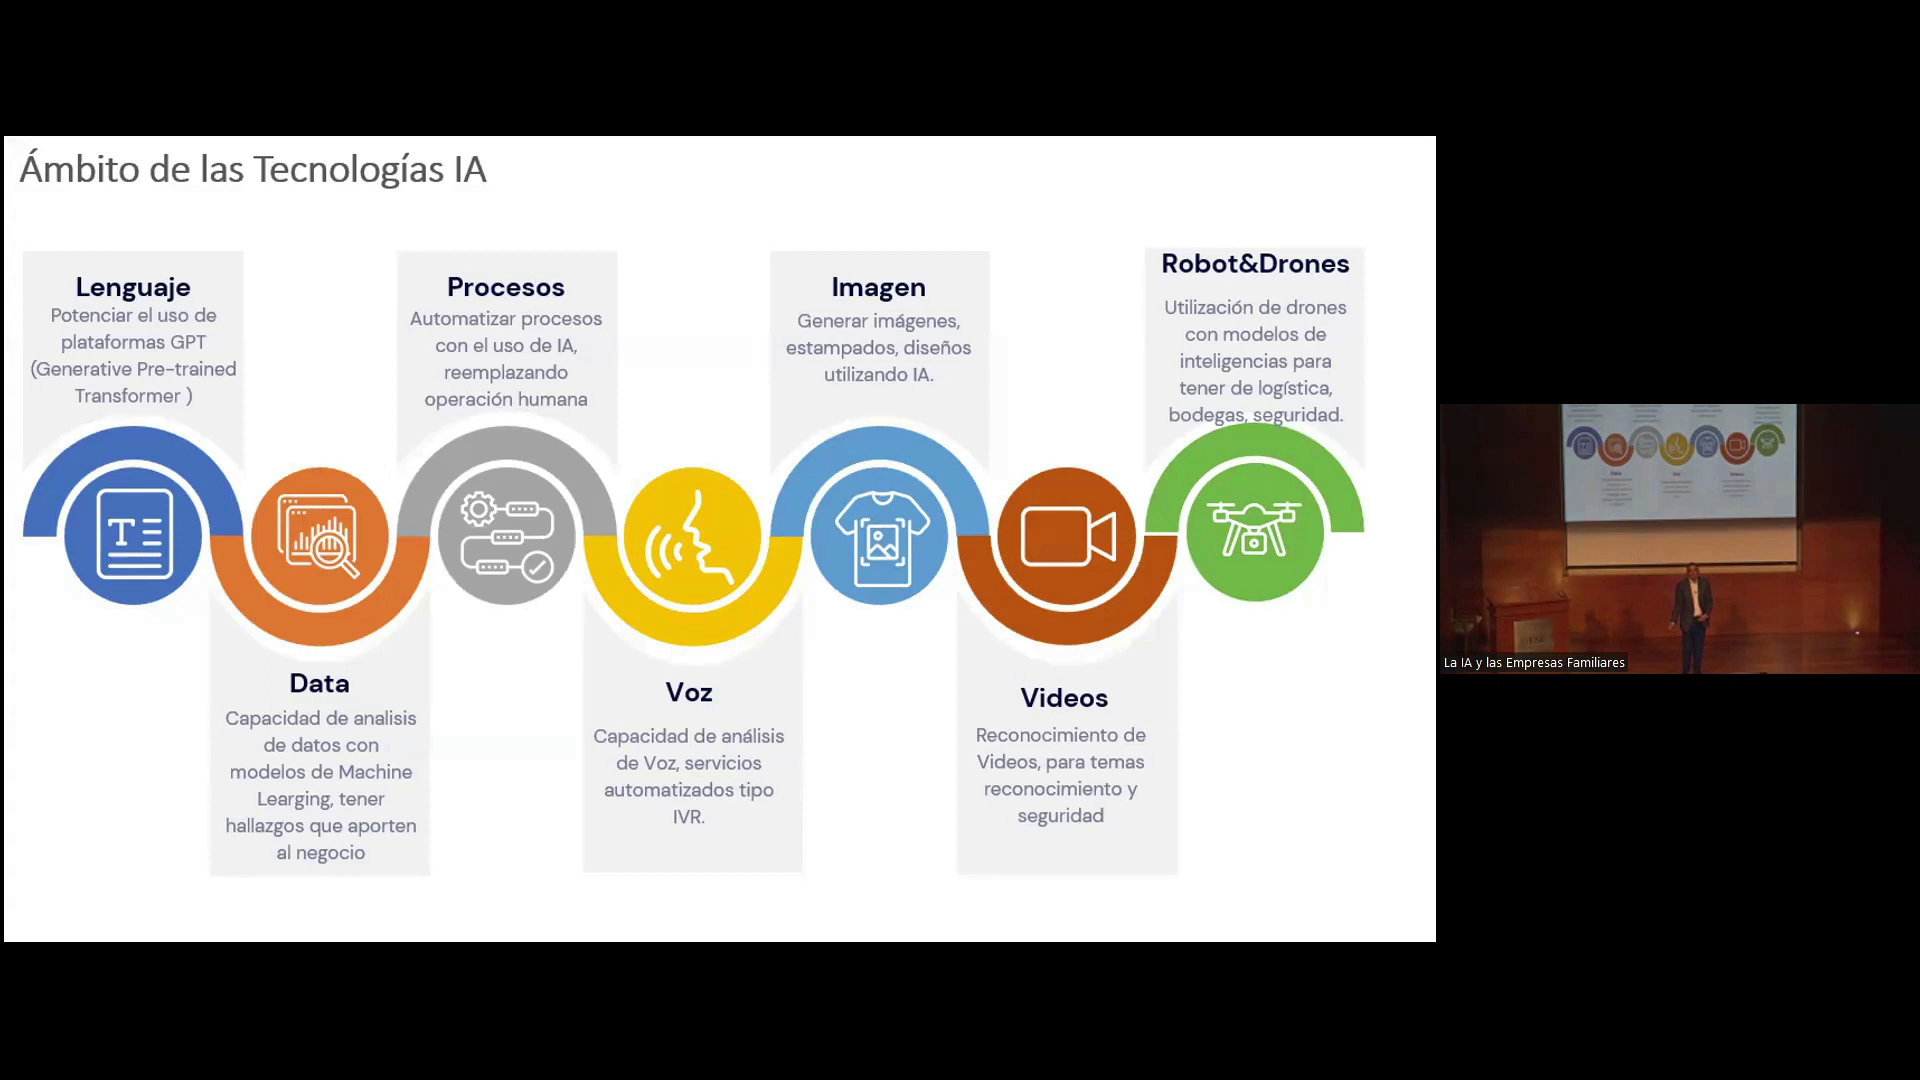 Ámbito de las Tecnologías IA
Lenguaje
Potenciar el uso de
plataformas GPT
(Generative Pre-trained
Transformer )
Data
Capacidad de analisis
de datos con
modelos de Machine
Learging, tener
hallazgos que aporten
al negocio
Procesos
Automatizar procesos
con el uso de IA,
reemplazando
operación humana
Voz
Capacidad de análisis
de Voz, servicios
automatizados tipo
IVR.
Imagen
Generar imágenes,
estampados, diseños
utilizando IA.
Videos
Reconocimiento de
Videos, para temas
reconocimiento y
seguridad
Robot&Drones
Utilización de drones
con modelos de
inteligencias para
tener de logística,
bodegas, seguridad.
T
La IA y las Empresas Familiares